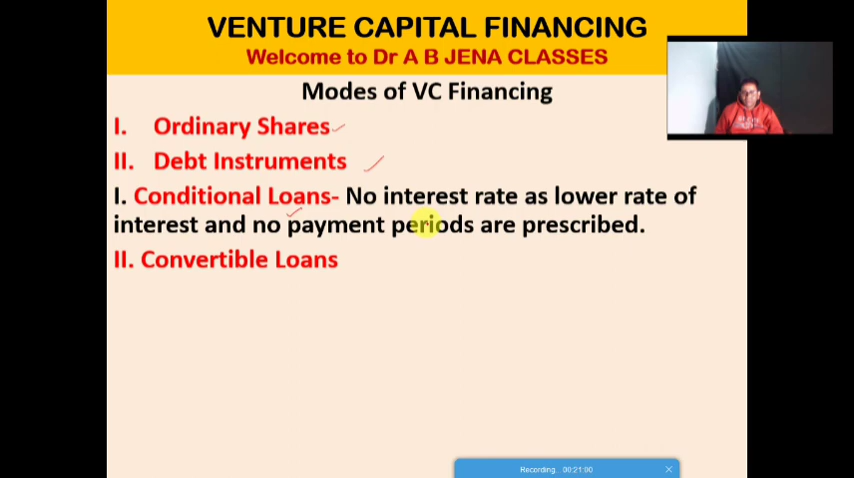 VENTURE CAPITAL FINANCING
Welcome to Dr A B JENA CLASSES
Modes of VC Financing
I. Ordinary Shares
II. Debt Instruments
I. Conditional Loans- No interest rate as lower rate of
interest and no payment periods are prescribed.
II. Convertible Loans
Recording. 00:21:00